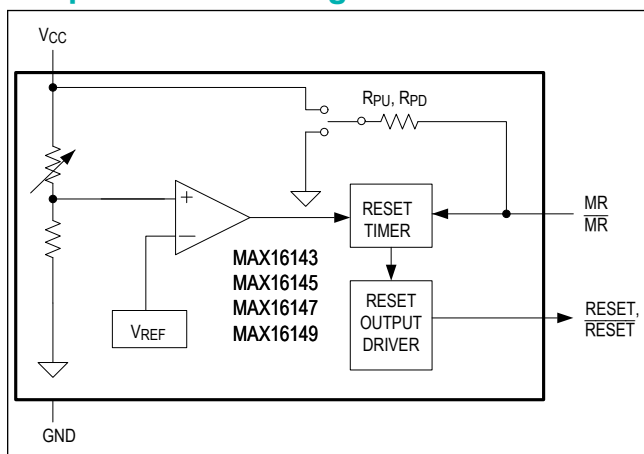 VCC
RPU, RPD
RESET
TIMER
MR
MR
MAX16143
MAX16145
MAX16147
MAX16149
VREF
RESET
OUTPUT
DRIVER
RESET,
RESET
GND